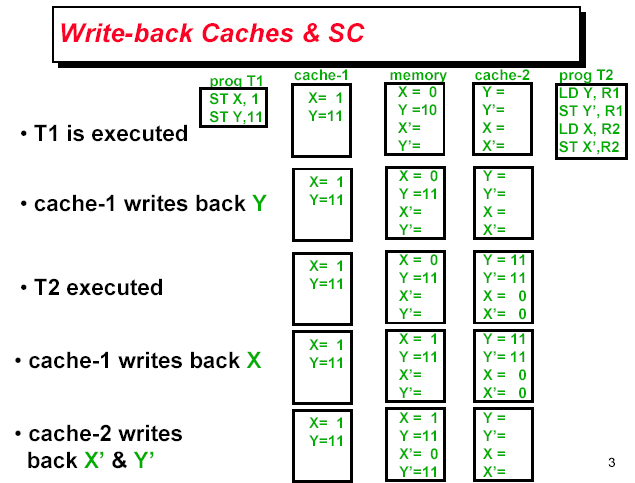 Write-back Caches & SC
prog T1
cache-1
memory
cache-2
prog T2
ST X, 1
ST Y,11
X= 1
Y=11
X = 0
Y =10
X'=
Y'=
Y =
Y'=
X =
X'=
LD Y, R1
ST Y', R1
LD X, R2
ST X',R2
• T1 is executed
• cache-1 writes back Y
X= 1
Y=11
X = 0
Y =11
X'=
Y'=
Y =
Y'=
X =
X'=
• T2 executed
X= 1
Y=11
X = 0
Y =11
X'=
Y'=
Y = 11
Y'= 11
X = 0
X'= 0
• cache-1 writes back X
X= 1
Y=11
X = 1
Y =11
X'=
Y'=
Y = 11
Y'= 11
X = 0
X'= 0
• cache-2 writes
back X' & Y'
X= 1
Y=11
X = 1
Y =11
X'= 0
Y'=11
Y =
Y'=
X =
X'=
3